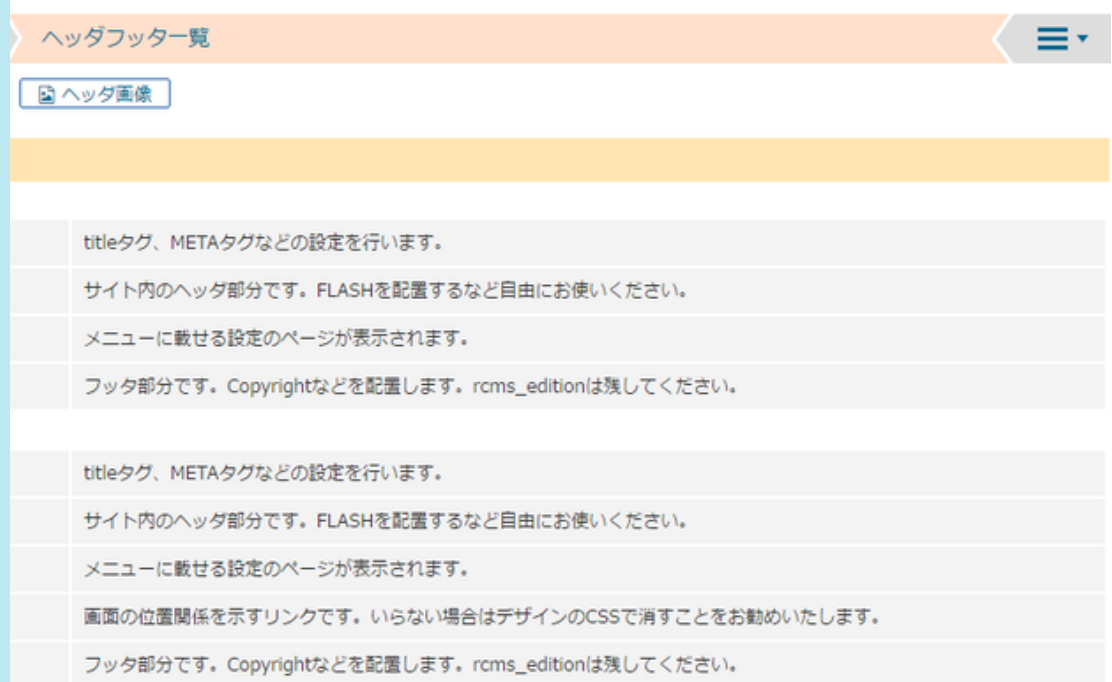 ヘッダフッター覧
ヘッダ画像
titleタグ、METAタグなどの設定を行います。
サイト内のヘッダ部分です。FLASHを配置するなど自由にお使いください。
メニューに載せる設定のページが表示されます。
フッタ部分です。Copyrightなどを配置します。rcms_editionは残してください。
titleタグ、METAタグなどの設定を行います。
サイト内のヘッダ部分です。FLASHを配置するなど自由にお使いください。
メニューに載せる設定のページが表示されます。
画面の位置関係を示すリンクです。いらない場合はデザインのCSSで消すことをお勧めいたします。
フッタ部分です。Copyrightなどを配置します。rcms_editionは残してください。